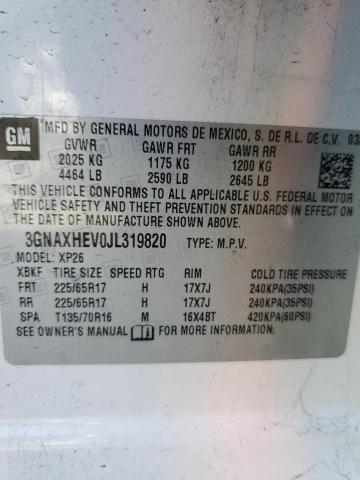 GM
MFD BY GENERAL MOTORS DE MEXICO, S. DE R.L. DE C.V. 03
GVWR GAWR FRT GAWR RR
2025 KG 1175 KG 1200 KG
4464 LB 2590 LB 2645 LB
THIS VEHICLE CONFORMS TO ALL APPLICABLE U.S. FEDERAL MOTOR
VEHICLE SAFETY AND THEFT PREVENTION STANDARDS IN
EFFECT ON THE DATE OF MANUFACTURE SHOWN ABOVE.
3GNAXHEV0JL319820 TYPE: M.P.V.
MODEL: XP26
XBKF TIRE SIZE SPEED RTG RIM COLD TIRE PRESSURE
FRT 225/65R17 H 17X7J 240KPA(35PSI)
RR 225/65R17 H 17X7J 240KPA(35PSI)
SPA T135/70R16 M 16X4BT 420KPA(60PSI)
SEE OWNER'S MANUAL FOR MORE INFORMATION.